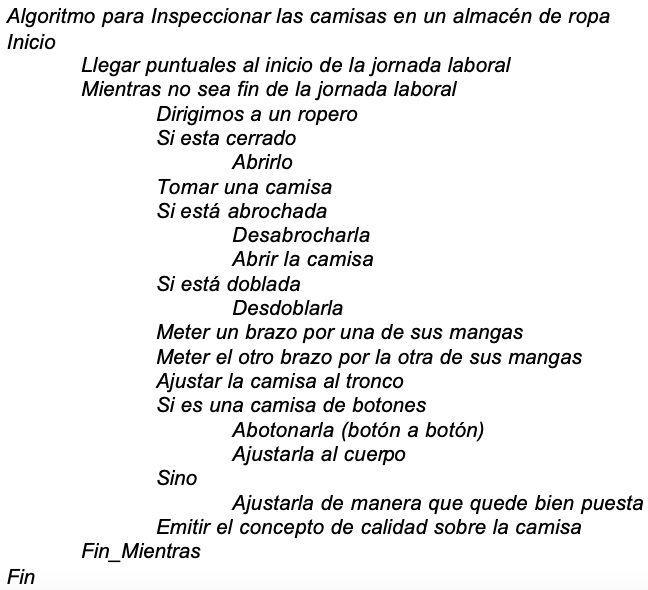 Algoritmo para Inspeccionar las camisas en un almacén de ropa
Inicio
Llegar puntuales al inicio de la jornada laboral
Mientras no sea fin de la jornada laboral
Dirigirnos a un ropero
Si esta cerrado
Abrirlo
Tomar una camisa
Si está abrochada
Desabrocharla
Abrir la camisa
Si está doblada
Desdoblarla
Meter un brazo por una de sus mangas
Meter el otro brazo por la otra de sus mangas
Ajustar la camisa al tronco
Si es una camisa de botones
Abotonarla (botón a botón)
Ajustarla al cuerpo
Sino
Ajustarla de manera que quede bien puesta
Emitir el concepto de calidad sobre la camisa
Fin_Mientras
Fin